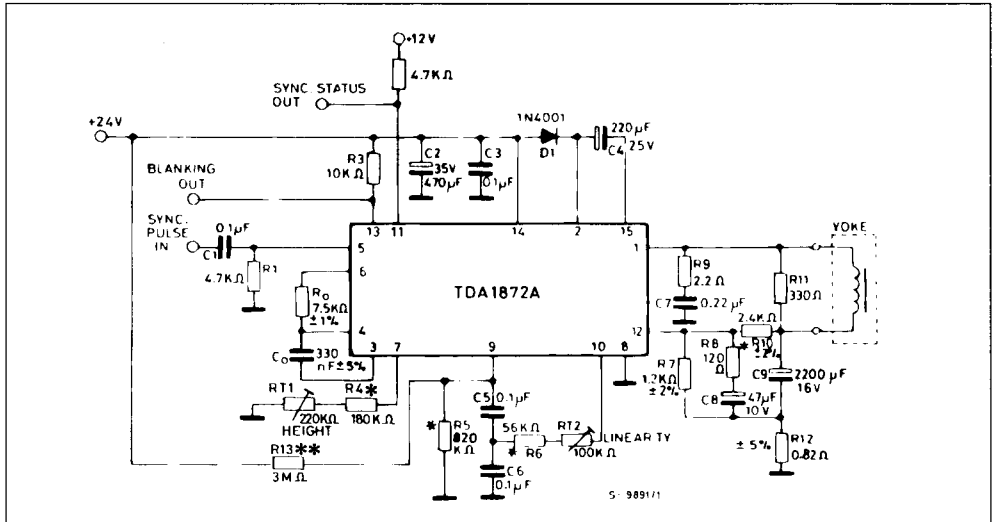 +12V
4.7KΩ
SYNC. STATUS
OUT
+24V
1N4001
D1
220µF
C4
25V
R3
10KΩ
C2
35V
470µF
C3
0.1µF
BLANKING
OUT
SYNC.
PULSE
IN
0.1µF
C1
R1
4.7KΩ
13
11
14
2
15
5
6
4
3
7
9
10
8
1
12
TDA1872A
Ro
7.5KΩ
±1%
Co
330
nF±5%
RT1
220KΩ
HEIGHT
R4*
180KΩ
R13**
3MΩ
*
R5
820
KΩ
C5
0.1µF
56KΩ
*
R6
RT2
100KΩ
LINEARITY
C6
0.1µF
YOKE
R9
2.2Ω
C7
0.22µF
R11
330Ω
2.4KΩ
R10
±2%
R8
*
120
Ω
R7
1.2KΩ
±2%
C9
2200µF
16V
C8
47µF
10V
±5%
R12
0.82Ω
S-9891/1